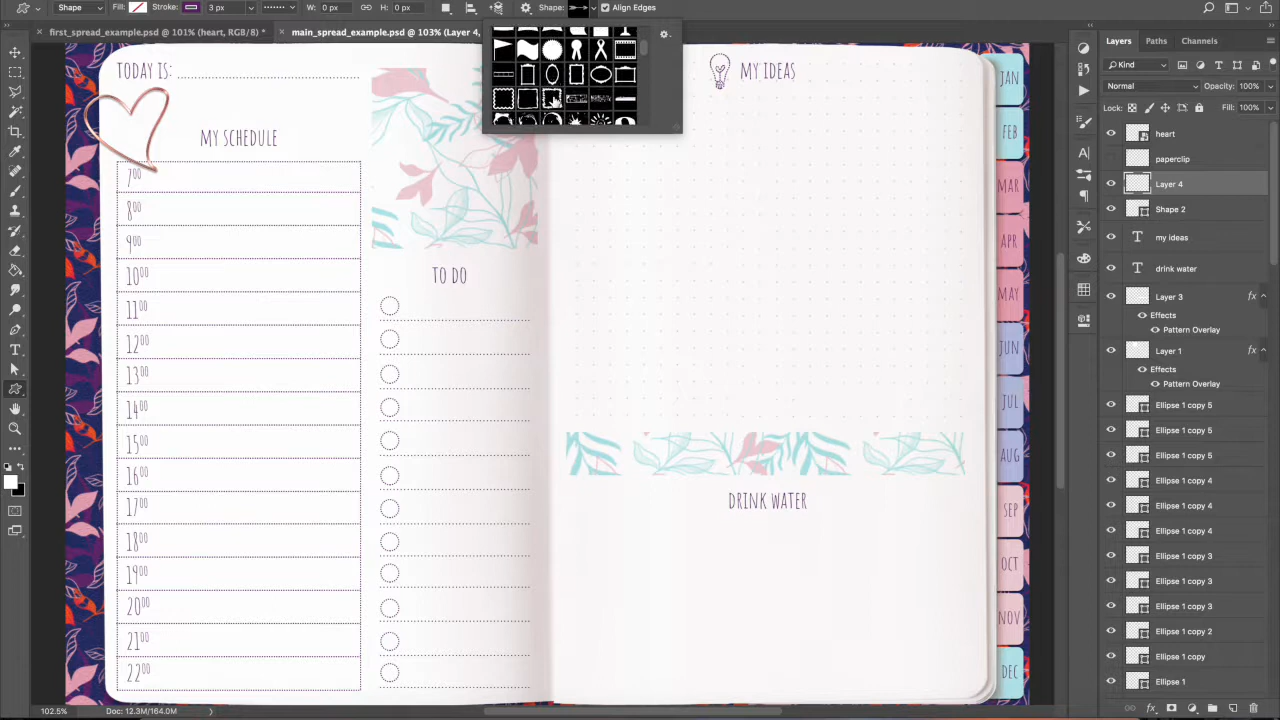 Fill:
Stroke:
3 px
W: 0 px
H: 0 px
Shape:
Align Edges
first_spread_example.psd @ 101% (heart, RGB/8) *
main_spread_example.psd @ 103% (Layer 4,
TODAY IS:
MY SCHEDULE
7⁰⁰
8⁰⁰
9⁰⁰
10⁰⁰
11⁰⁰
12⁰⁰
13⁰⁰
14⁰⁰
15⁰⁰
16⁰⁰
17⁰⁰
18⁰⁰
19⁰⁰
20⁰⁰
21⁰⁰
22⁰⁰
TO DO
MY IDEAS
DRINK WATER
JAN
FEB
MAR
APR
MAY
JUN
JUL
AUG
SEP
OCT
NOV
DEC
Layers
Paths
Channels
Kind
Normal
Opacity: 100%
Lock:
Fill: 100%
heart
paperclip
Layer 4
Shape 2
my ideas
drink water
Layer 3
fx
Effects
Pattern Overlay
Layer 1
fx
Effects
Pattern Overlay
Ellipse 1 copy 5
Ellipse 1 copy 5
Ellipse 1 copy 5
Ellipse 1 copy 4
Ellipse 1 copy 4
Ellipse 1 copy 4
Ellipse 1 copy 3
Ellipse 1 copy 3
Ellipse 1 copy 3
Ellipse 1 copy 2
Ellipse 1 copy
Ellipse 1
102.5%
Doc: 12.3M/164.0M
fx